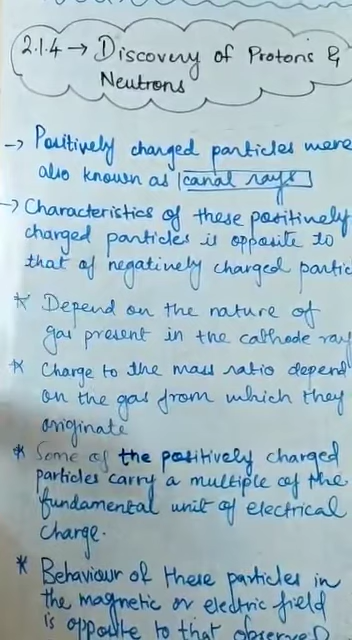 2.1.4 → Discovery of Protons &
Neutrons
→ Positively charged particles were
also known as canal rays
→ Characteristics of these positively
charged particles is opposite to
that of negatively charged partic
* Depend on the nature of
gas present in the cathode ray
* Charge to the mass ratio depend
on the gas from which they
originate
* Some of the positively charged
particles carry a multiple of the
fundamental unit of electrical
charge.
* Behaviour of these particles in
the magnetic or electric field
is opposite to that observed